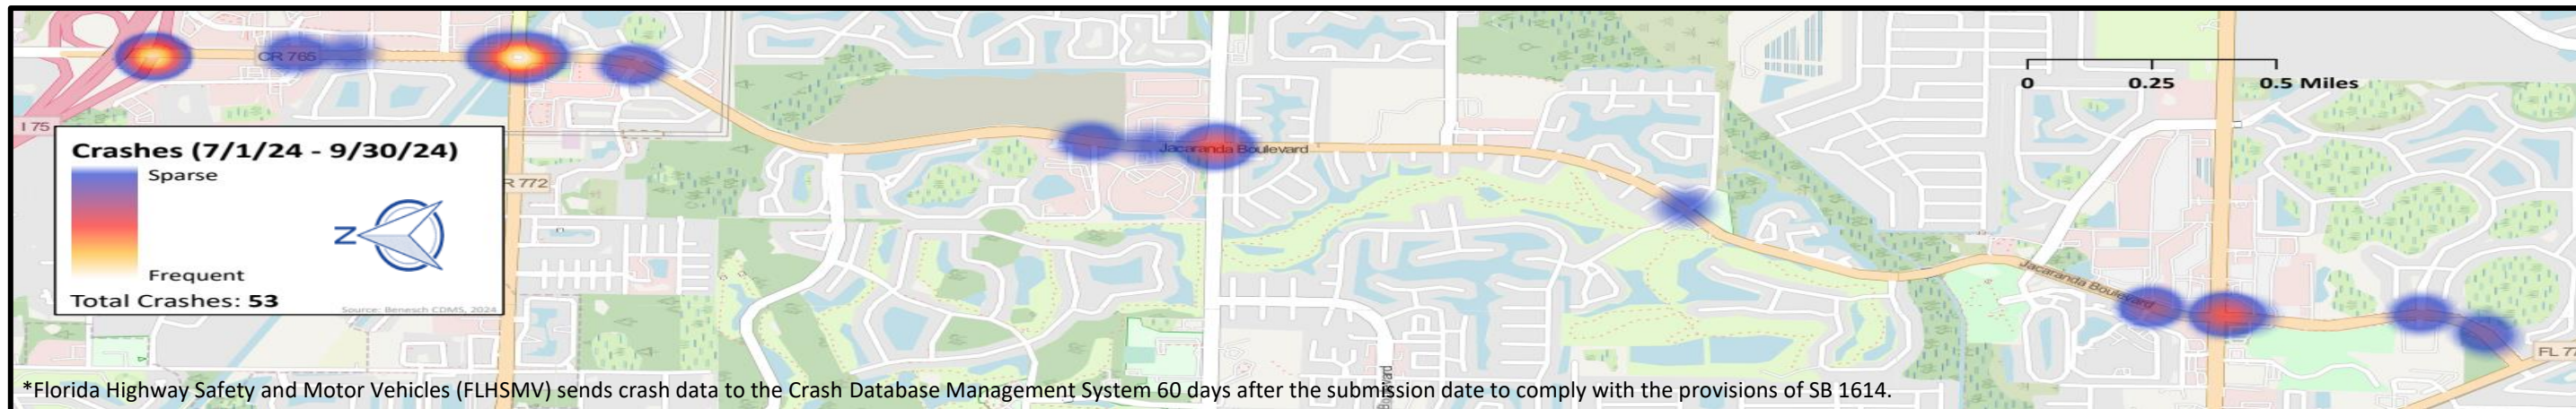 CR 765
I 75
0 0.25 0.5 Miles
Crashes (7/1/24 - 9/30/24)
Sparse
Frequent
Total Crashes: 53
Source: Benesch CDMS, 2024
Z
R 772
Jacaranda Boulevard
Jacaranda Boulevard
FL 77
*Florida Highway Safety and Motor Vehicles (FLHSMV) sends crash data to the Crash Database Management System 60 days after the submission date to comply with the provisions of SB 1614.